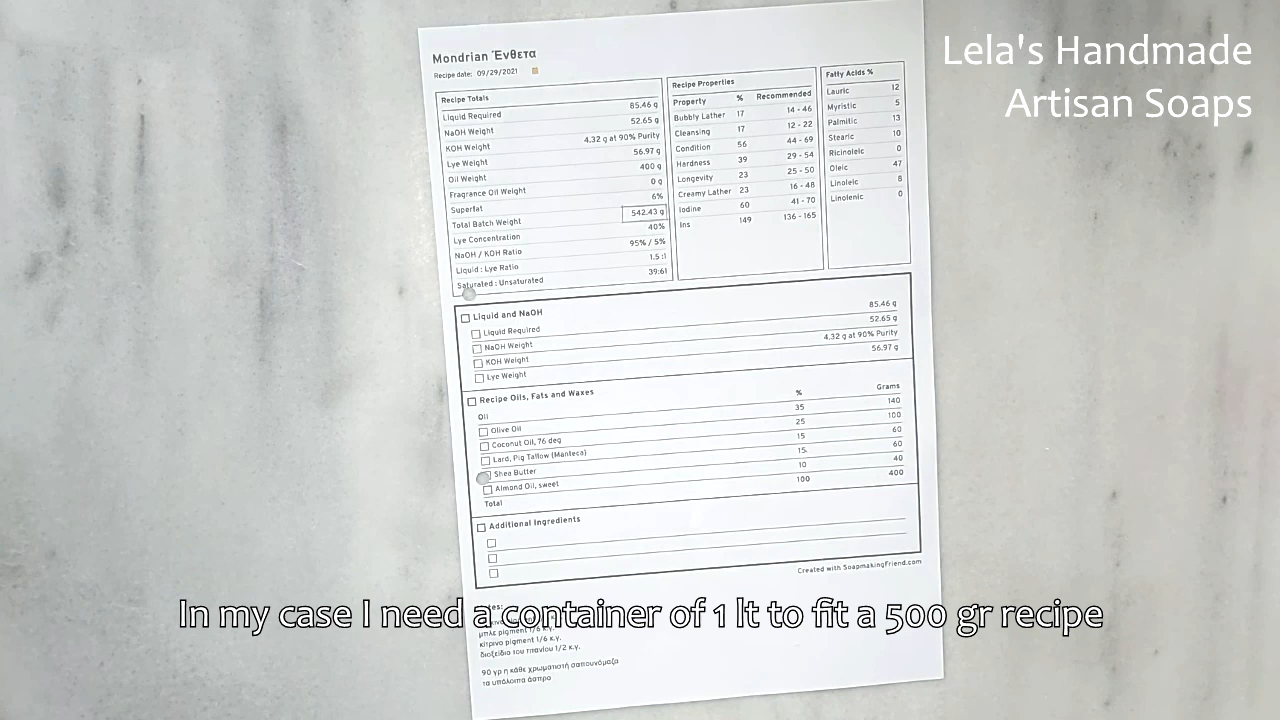 Lela's Handmade
Artisan Soaps
Mondrian Ένθετα
Recipe date: 09/29/2021
Recipe Totals
Liquid Required 85.46 g
NaOH Weight 52.65 g
KOH Weight 4.32 g at 90% Purity
Lye Weight 56.97 g
Oil Weight 400 g
Fragrance Oil Weight 0 g
Superfat 6%
Total Batch Weight 542.43 g
Lye Concentration 40%
NaOH / KOH Ratio 95% / 5%
Liquid : Lye Ratio 1.5 :1
Saturated : Unsaturated 39:61
Recipe Properties
Property % Recommended
Bubbly Lather 17 14 - 46
Cleansing 17 12 - 22
Condition 56 44 - 69
Hardness 39 29 - 54
Longevity 23 25 - 50
Creamy Lather 23 16 - 48
Iodine 60 41 - 70
Ins 149 136 - 165
Fatty Acids %
Lauric 12
Myristic 5
Palmitic 13
Stearic 10
Ricinoleic 0
Oleic 47
Linoleic 8
Linolenic 0
Liquid and NaOH
Liquid Required 85.46 g
NaOH Weight 52.65 g
KOH Weight 4.32 g at 90% Purity
Lye Weight 56.97 g
Recipe Oils, Fats and Waxes
Oil % Grams
Olive Oil 35 140
Coconut Oil, 76 deg 25 100
Lard, Pig Tallow (Manteca) 15 60
Shea Butter 15 60
Almond Oil, sweet 10 40
Total 100 400
Additional Ingredients
Created with SoapmakingFriend.com
In my case I need a container of 1 lt to fit a 500 gr recipe
μπλε pigment 1/6 κ.γ.
κίτρινο pigment 1/6 κ.γ.
διοξείδιο του τιτανίου 1/2 κ.γ.
90 γρ η κάθε χρωματιστή σαπουνόμαζα
τα υπόλοιπα άσπρο